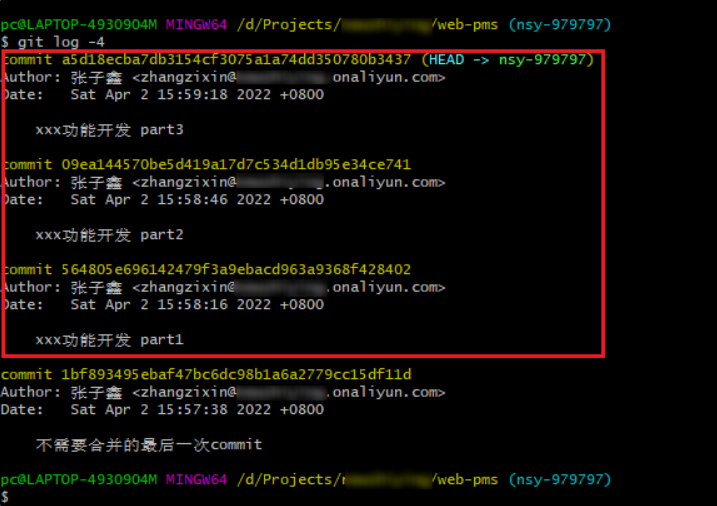 pc@LAPTOP-4930904M MINGW64 /d/Projects/ /web-pms (nsy-979797)
$ git log -4
commit a5d18ecba7db3154cf3075a1a74dd350780b3437 (HEAD -> nsy-979797)
Author: 张子鑫 <zhangzixin@ .onaliyun.com>
Date: Sat Apr 2 15:59:18 2022 +0800
xxx功能开发 part3
commit 09ea144570be5d419a17d7c534d1db95e34ce741
Author: 张子鑫 <zhangzixin@ .onaliyun.com>
Date: Sat Apr 2 15:58:46 2022 +0800
xxx功能开发 part2
commit 564805e696142479f3a9ebacd963a9368f428402
Author: 张子鑫 <zhangzixin@ .onaliyun.com>
Date: Sat Apr 2 15:58:16 2022 +0800
xxx功能开发 part1
commit 1bf893495ebaf47bc6dc98b1a6a2779cc15df11d
Author: 张子鑫 <zhangzixin@ .onaliyun.com>
Date: Sat Apr 2 15:57:38 2022 +0800
不需要合并的最后一次commit
pc@LAPTOP-4930904M MINGW64 /d/Projects/ /web-pms (nsy-979797)
$